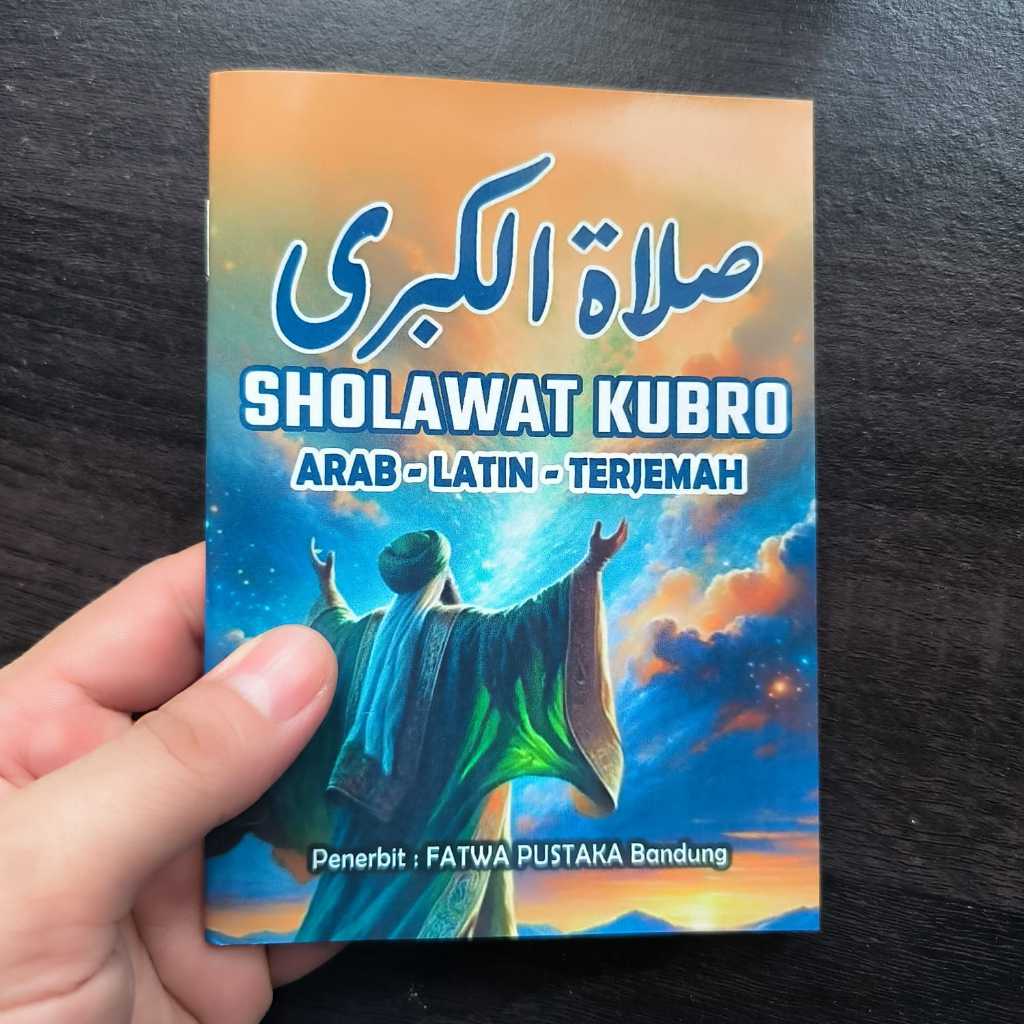 صلاة الكبرى
SHOLAWAT KUBRO
ARAB - LATIN - TERJEMAH
Penerbit : FATWA PUSTAKA Bandung